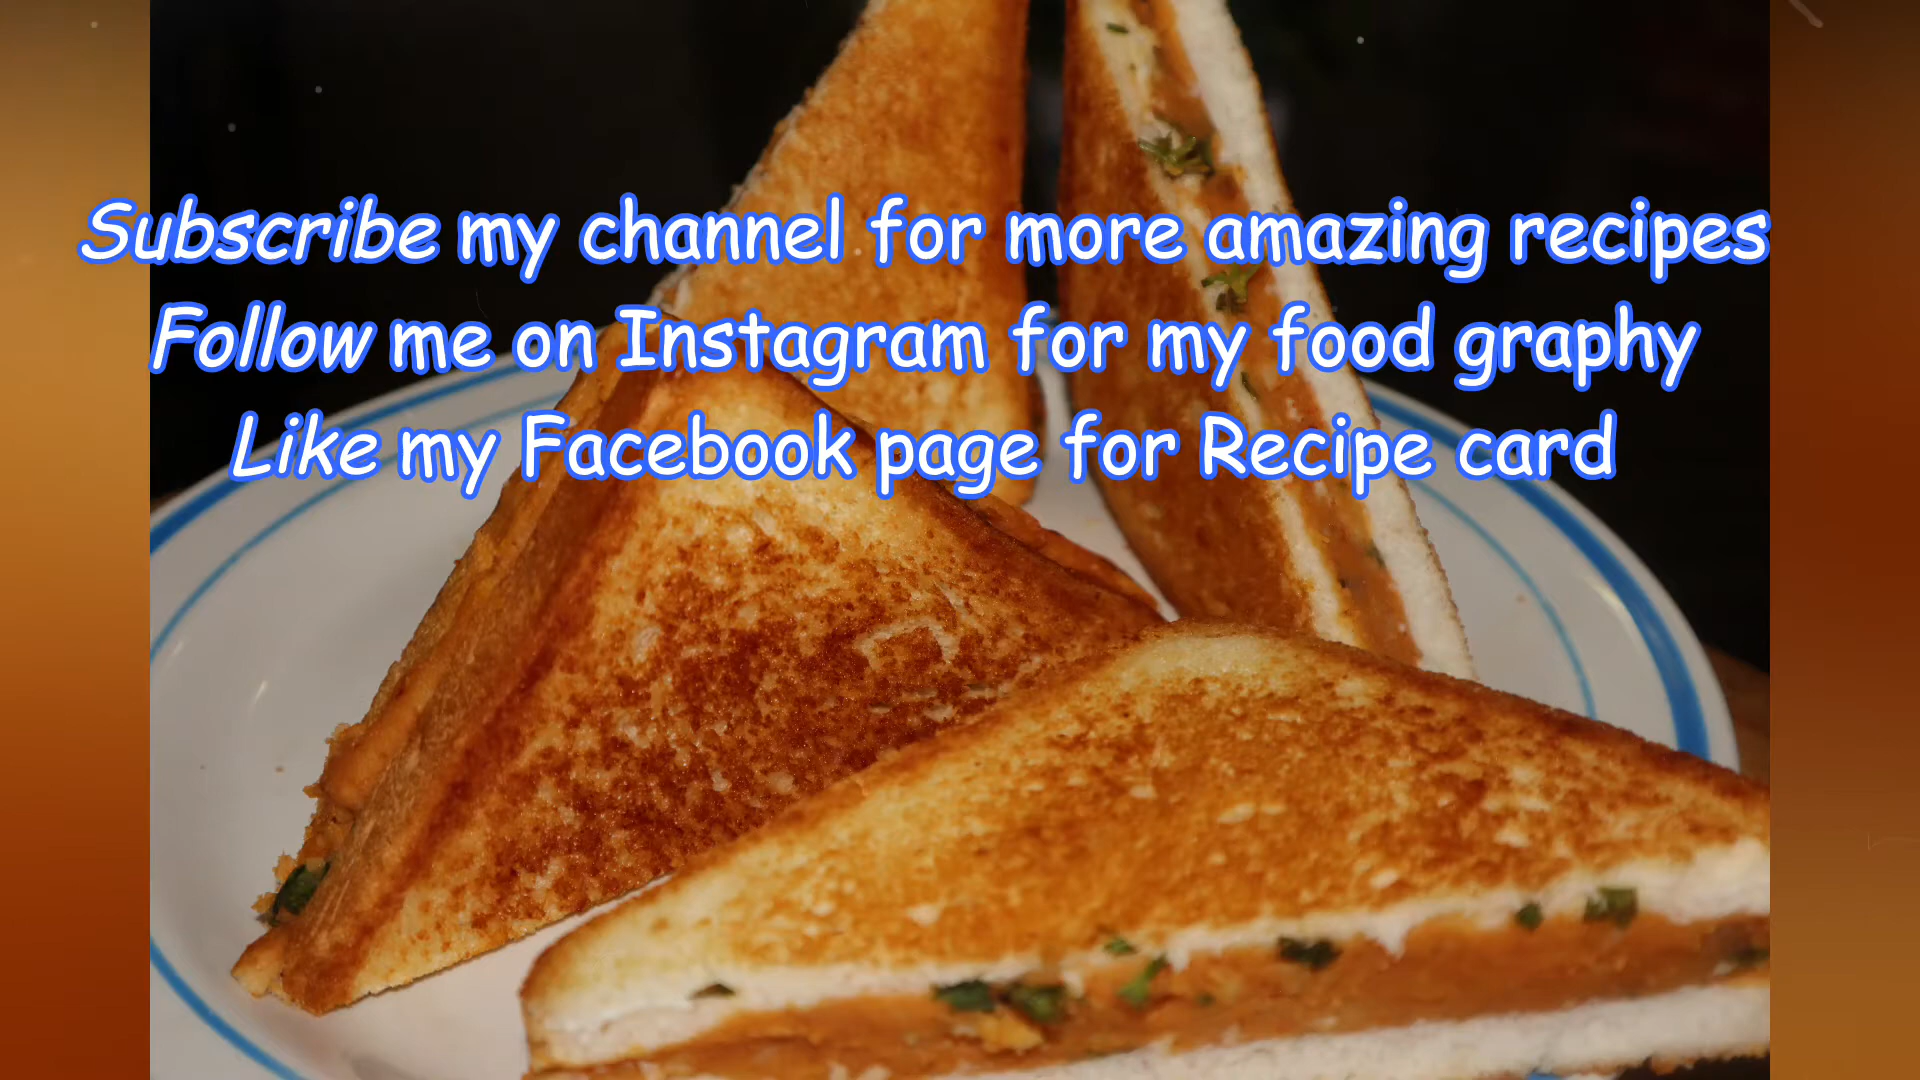 Subscribe my channel for more amazing recipes
Follow me on Instagram for my food graphy
Like my Facebook page for Recipe card